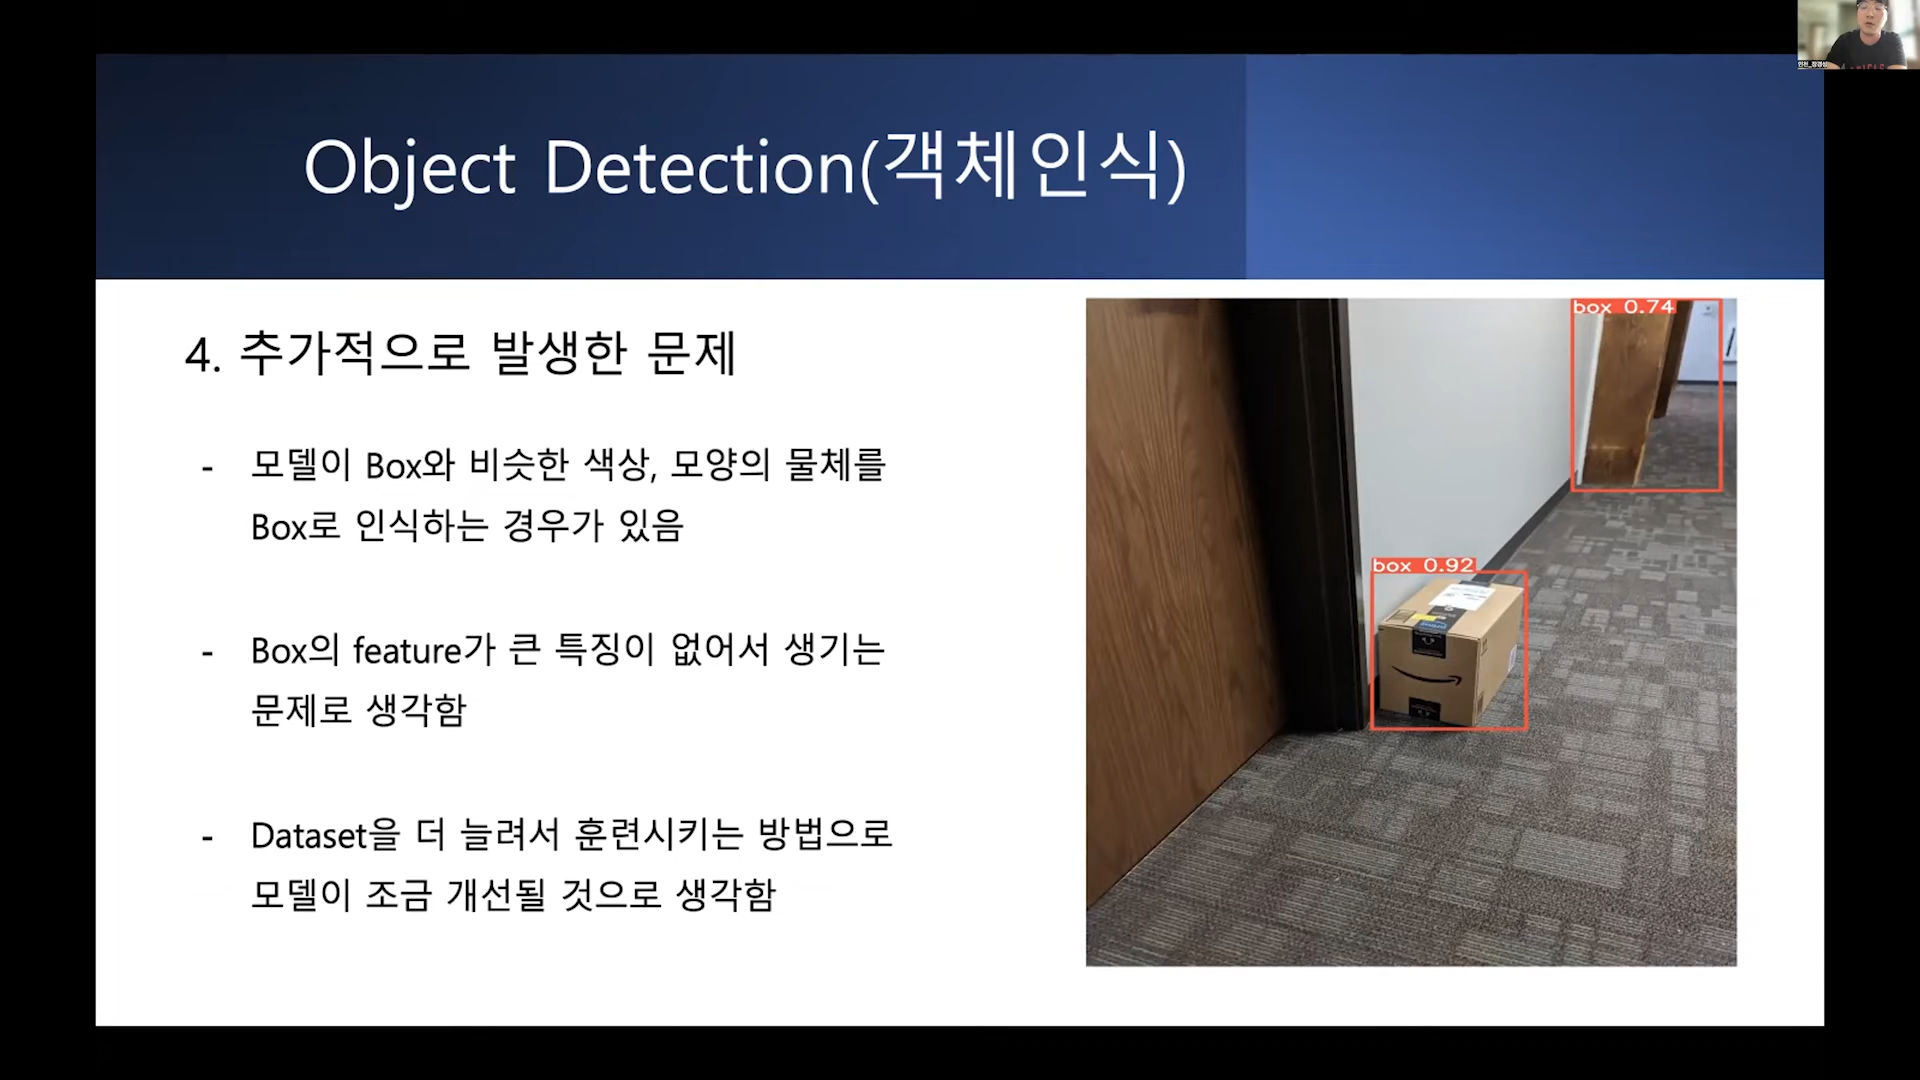 Object Detection(객체인식)
4. 추가적으로 발생한 문제
- 모델이 Box와 비슷한 색상, 모양의 물체를
Box로 인식하는 경우가 있음
- Box의 feature가 큰 특징이 없어서 생기는
문제로 생각함
- Dataset을 더 늘려서 훈련시키는 방법으로
모델이 조금 개선될 것으로 생각함
box 0.74
box 0.92